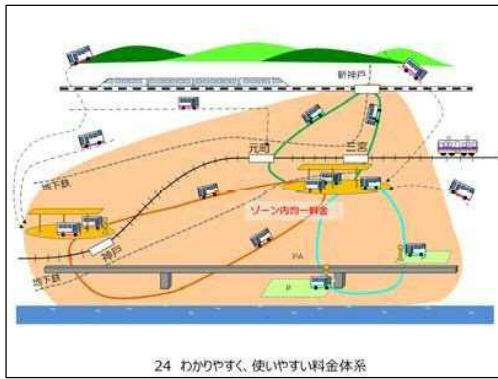 新神戸
元町
三宮
地下鉄
ゾーン内均一料金
神戸
地下鉄
PA
P
P
24 わかりやすく、使いやすい料金体系